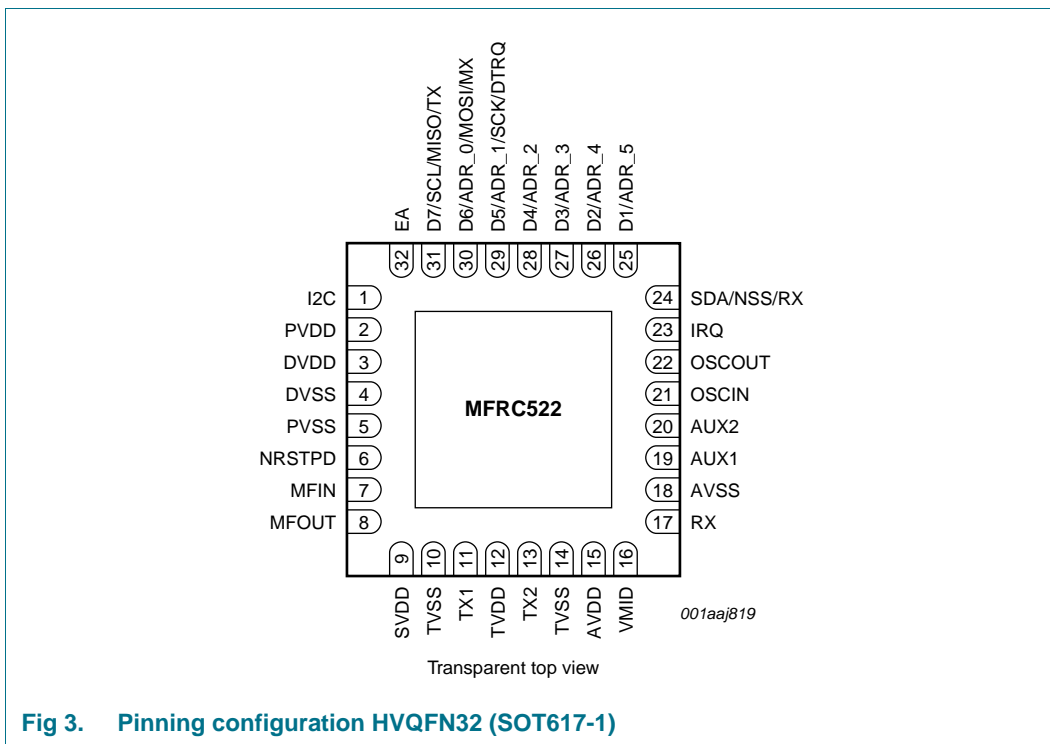 EA
D7/SCL/MISO/TX
D6/ADR_0/MOSI/MX
D5/ADR_1/SCK/DTRQ
D4/ADR_2
D3/ADR_3
D2/ADR_4
D1/ADR_5
32
31
30
29
28
27
26
25
I2C 1
PVDD 2
DVDD 3
DVSS 4
PVSS 5
NRSTPD 6
MFIN 7
MFOUT 8
MFRC522
24 SDA/NSS/RX
23 IRQ
22 OSCOUT
21 OSCIN
20 AUX2
19 AUX1
18 AVSS
17 RX
9
10
11
12
13
14
15
16
SVDD
TVSS
TX1
TVDD
TX2
TVSS
AVDD
VMID
001aaj819
Transparent top view
Fig 3. Pinning configuration HVQFN32 (SOT617-1)